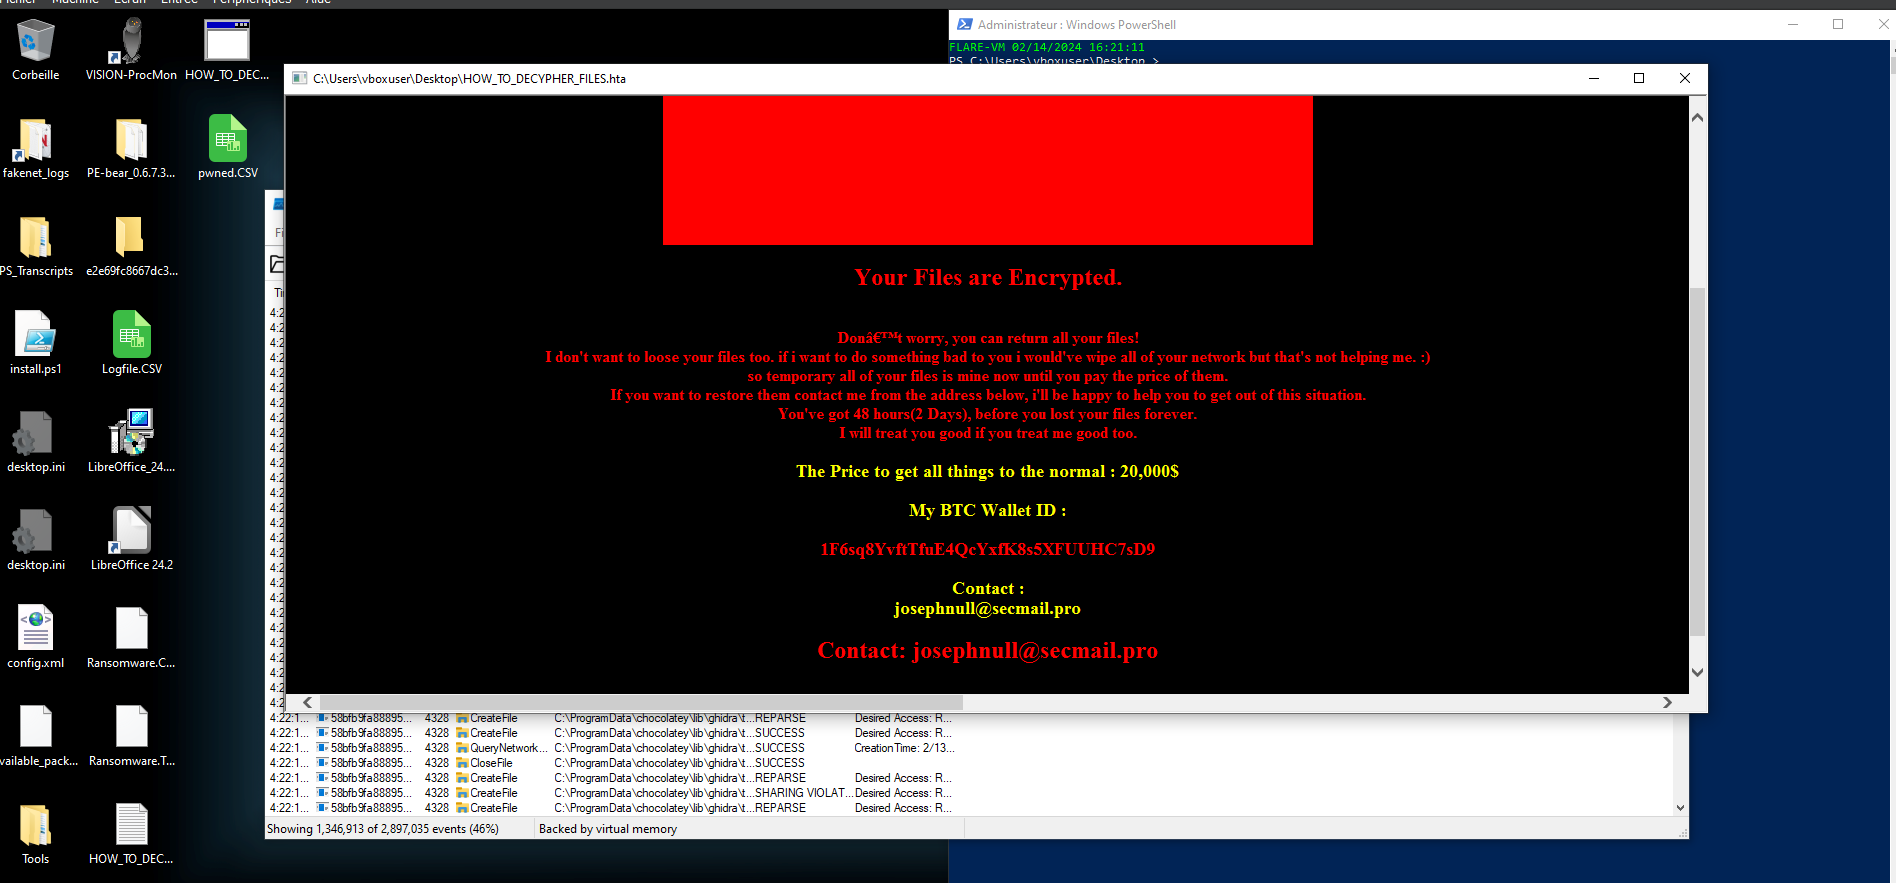 Machine
Ecran
Entrée
Périphériques
Aide
Corbeille
VISION-ProcMon
HOW_TO_DEC...
fakenet_logs
PE-bear_0.6.7.3...
pwned.CSV
PS_Transcripts
e2e69fc8667dc3...
install.ps1
Logfile.CSV
desktop.ini
LibreOffice_24....
desktop.ini
LibreOffice 24.2
config.xml
Ransomware.C...
vailable_pack...
Ransomware.T...
Tools
HOW_TO_DEC...
Administrateur : Windows PowerShell
FLARE-VM 02/14/2024 16:21:11
PS C:\Users\vboxuser\Desktop >
C:\Users\vboxuser\Desktop\HOW_TO_DECYPHER_FILES.hta
Your Files are Encrypted.
Donâ€™t worry, you can return all your files!
I don't want to loose your files too. if i want to do something bad to you i would've wipe all of your network but that's not helping me. :)
so temporary all of your files is mine now until you pay the price of them.
If you want to restore them contact me from the address below, i'll be happy to help you to get out of this situation.
You've got 48 hours(2 Days), before you lost your files forever.
I will treat you good if you treat me good too.
The Price to get all things to the normal : 20,000$
My BTC Wallet ID :
1F6sq8YvftTfuE4QcYxfK8s5XFUUHC7sD9
Contact :
josephnull@secmail.pro
Contact: josephnull@secmail.pro
4:22:1... 58bfb9fa88895... 4328 CreateFile C:\ProgramData\chocolatey\lib\ghidra\t...REPARSE Desired Access: R...
4:22:1... 58bfb9fa88895... 4328 CreateFile C:\ProgramData\chocolatey\lib\ghidra\t...SUCCESS Desired Access: R...
4:22:1... 58bfb9fa88895... 4328 QueryNetwork... C:\ProgramData\chocolatey\lib\ghidra\t...SUCCESS CreationTime: 2/13...
4:22:1... 58bfb9fa88895... 4328 CloseFile C:\ProgramData\chocolatey\lib\ghidra\t...SUCCESS
4:22:1... 58bfb9fa88895... 4328 CreateFile C:\ProgramData\chocolatey\lib\ghidra\t...REPARSE Desired Access: R...
4:22:1... 58bfb9fa88895... 4328 CreateFile C:\ProgramData\chocolatey\lib\ghidra\t...SHARING VIOLAT... Desired Access: R...
4:22:1... 58bfb9fa88895... 4328 CreateFile C:\ProgramData\chocolatey\lib\ghidra\t...REPARSE Desired Access: R...
Showing 1,346,913 of 2,897,035 events (46%)
Backed by virtual memory